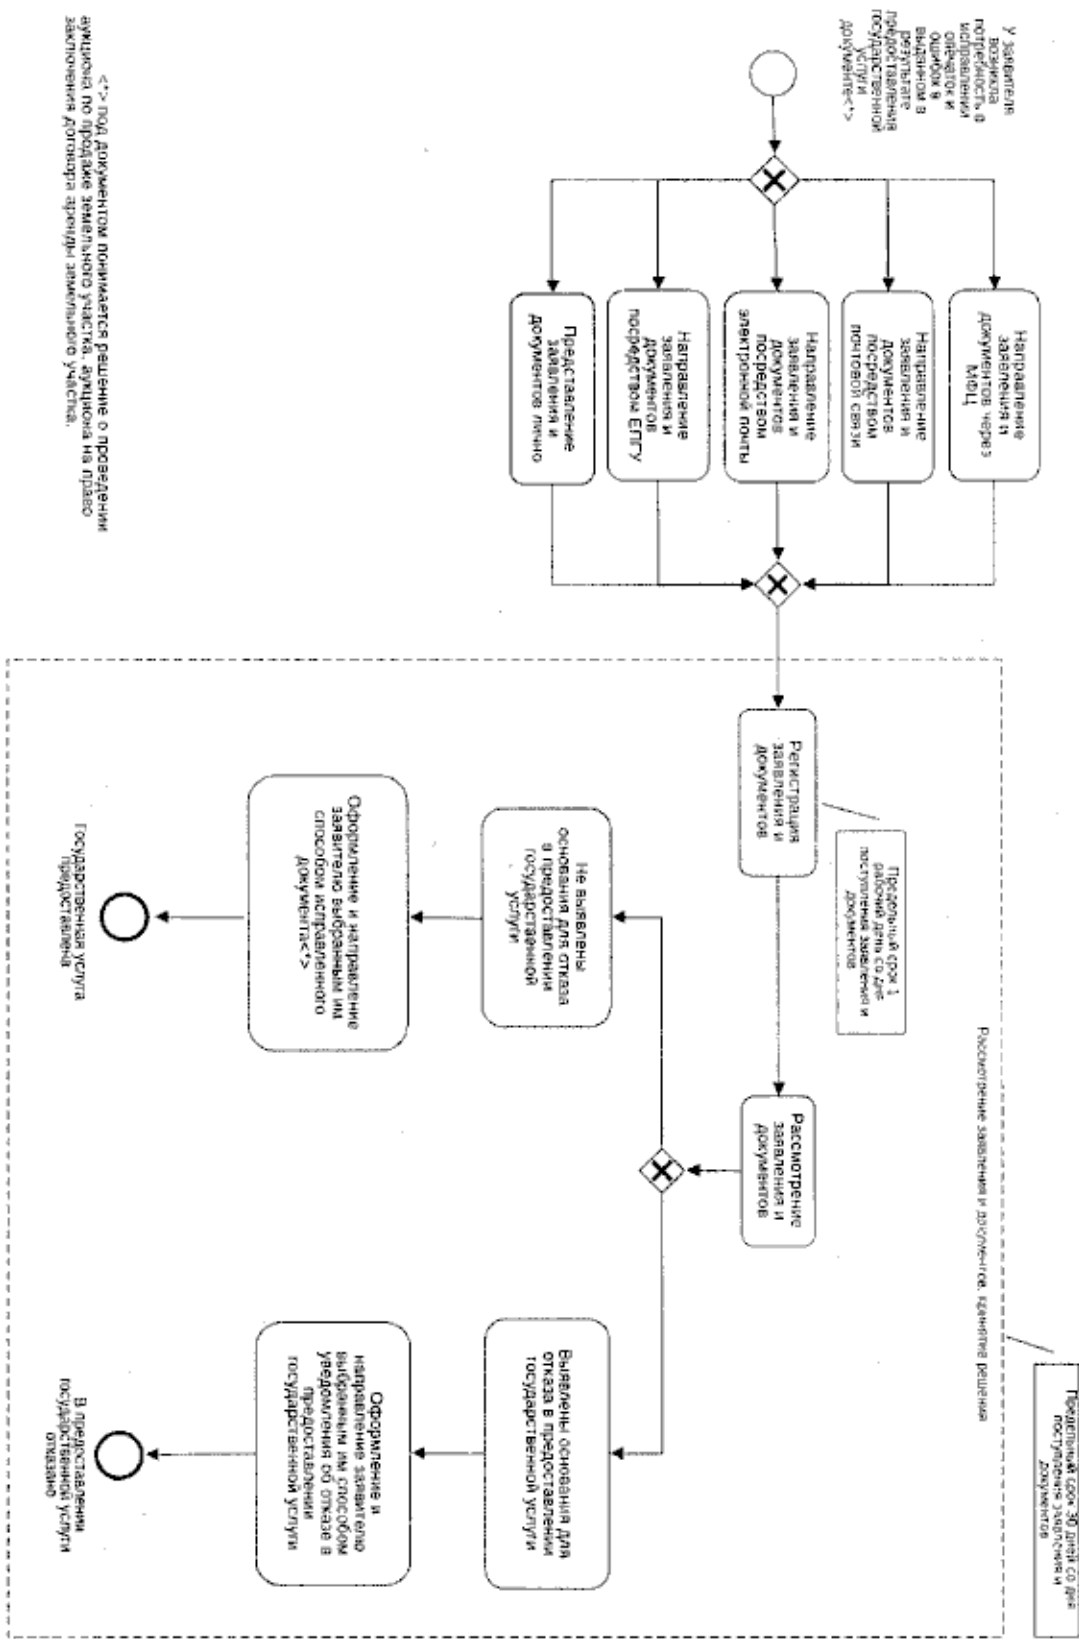 У заявителя
возникла
потребность в
исправлении
опечаток и
ошибок в
выданном в
результате
предоставления
государственной
услуги
документе<*>
Направление
заявления и
документов через
МФЦ
Направление
заявления и
документов
посредством
почтовой связи
Направление
заявления и
документов
посредством
электронной почты
Направление
заявления и
документов
посредством ЕПГУ
Представление
заявления и
документов лично
Предельный срок 30 дней со дня
поступления заявления и
документов
Рассмотрение заявления и документов, принятие решения
Предельный срок 1
рабочий день со дня
поступления заявления и
документов
Регистрация
заявления и
документов
Рассмотрение
заявления и
документов
Не выявлены
основания для отказа
в предоставлении
государственной
услуги
Выявлены основания для
отказа в предоставлении
государственной услуги
Оформление и направление
заявителю выбранным им
способом исправленного
документа<*>
Оформление и
направление заявителю
выбранным им способом
уведомления об отказе в
предоставлении
государственной услуги
Государственная услуга
предоставлена
В предоставлении
государственной услуги
отказано
<*> под документом понимается решение о проведении
аукциона по продаже земельного участка, аукциона на право
заключения договора аренды земельного участка.